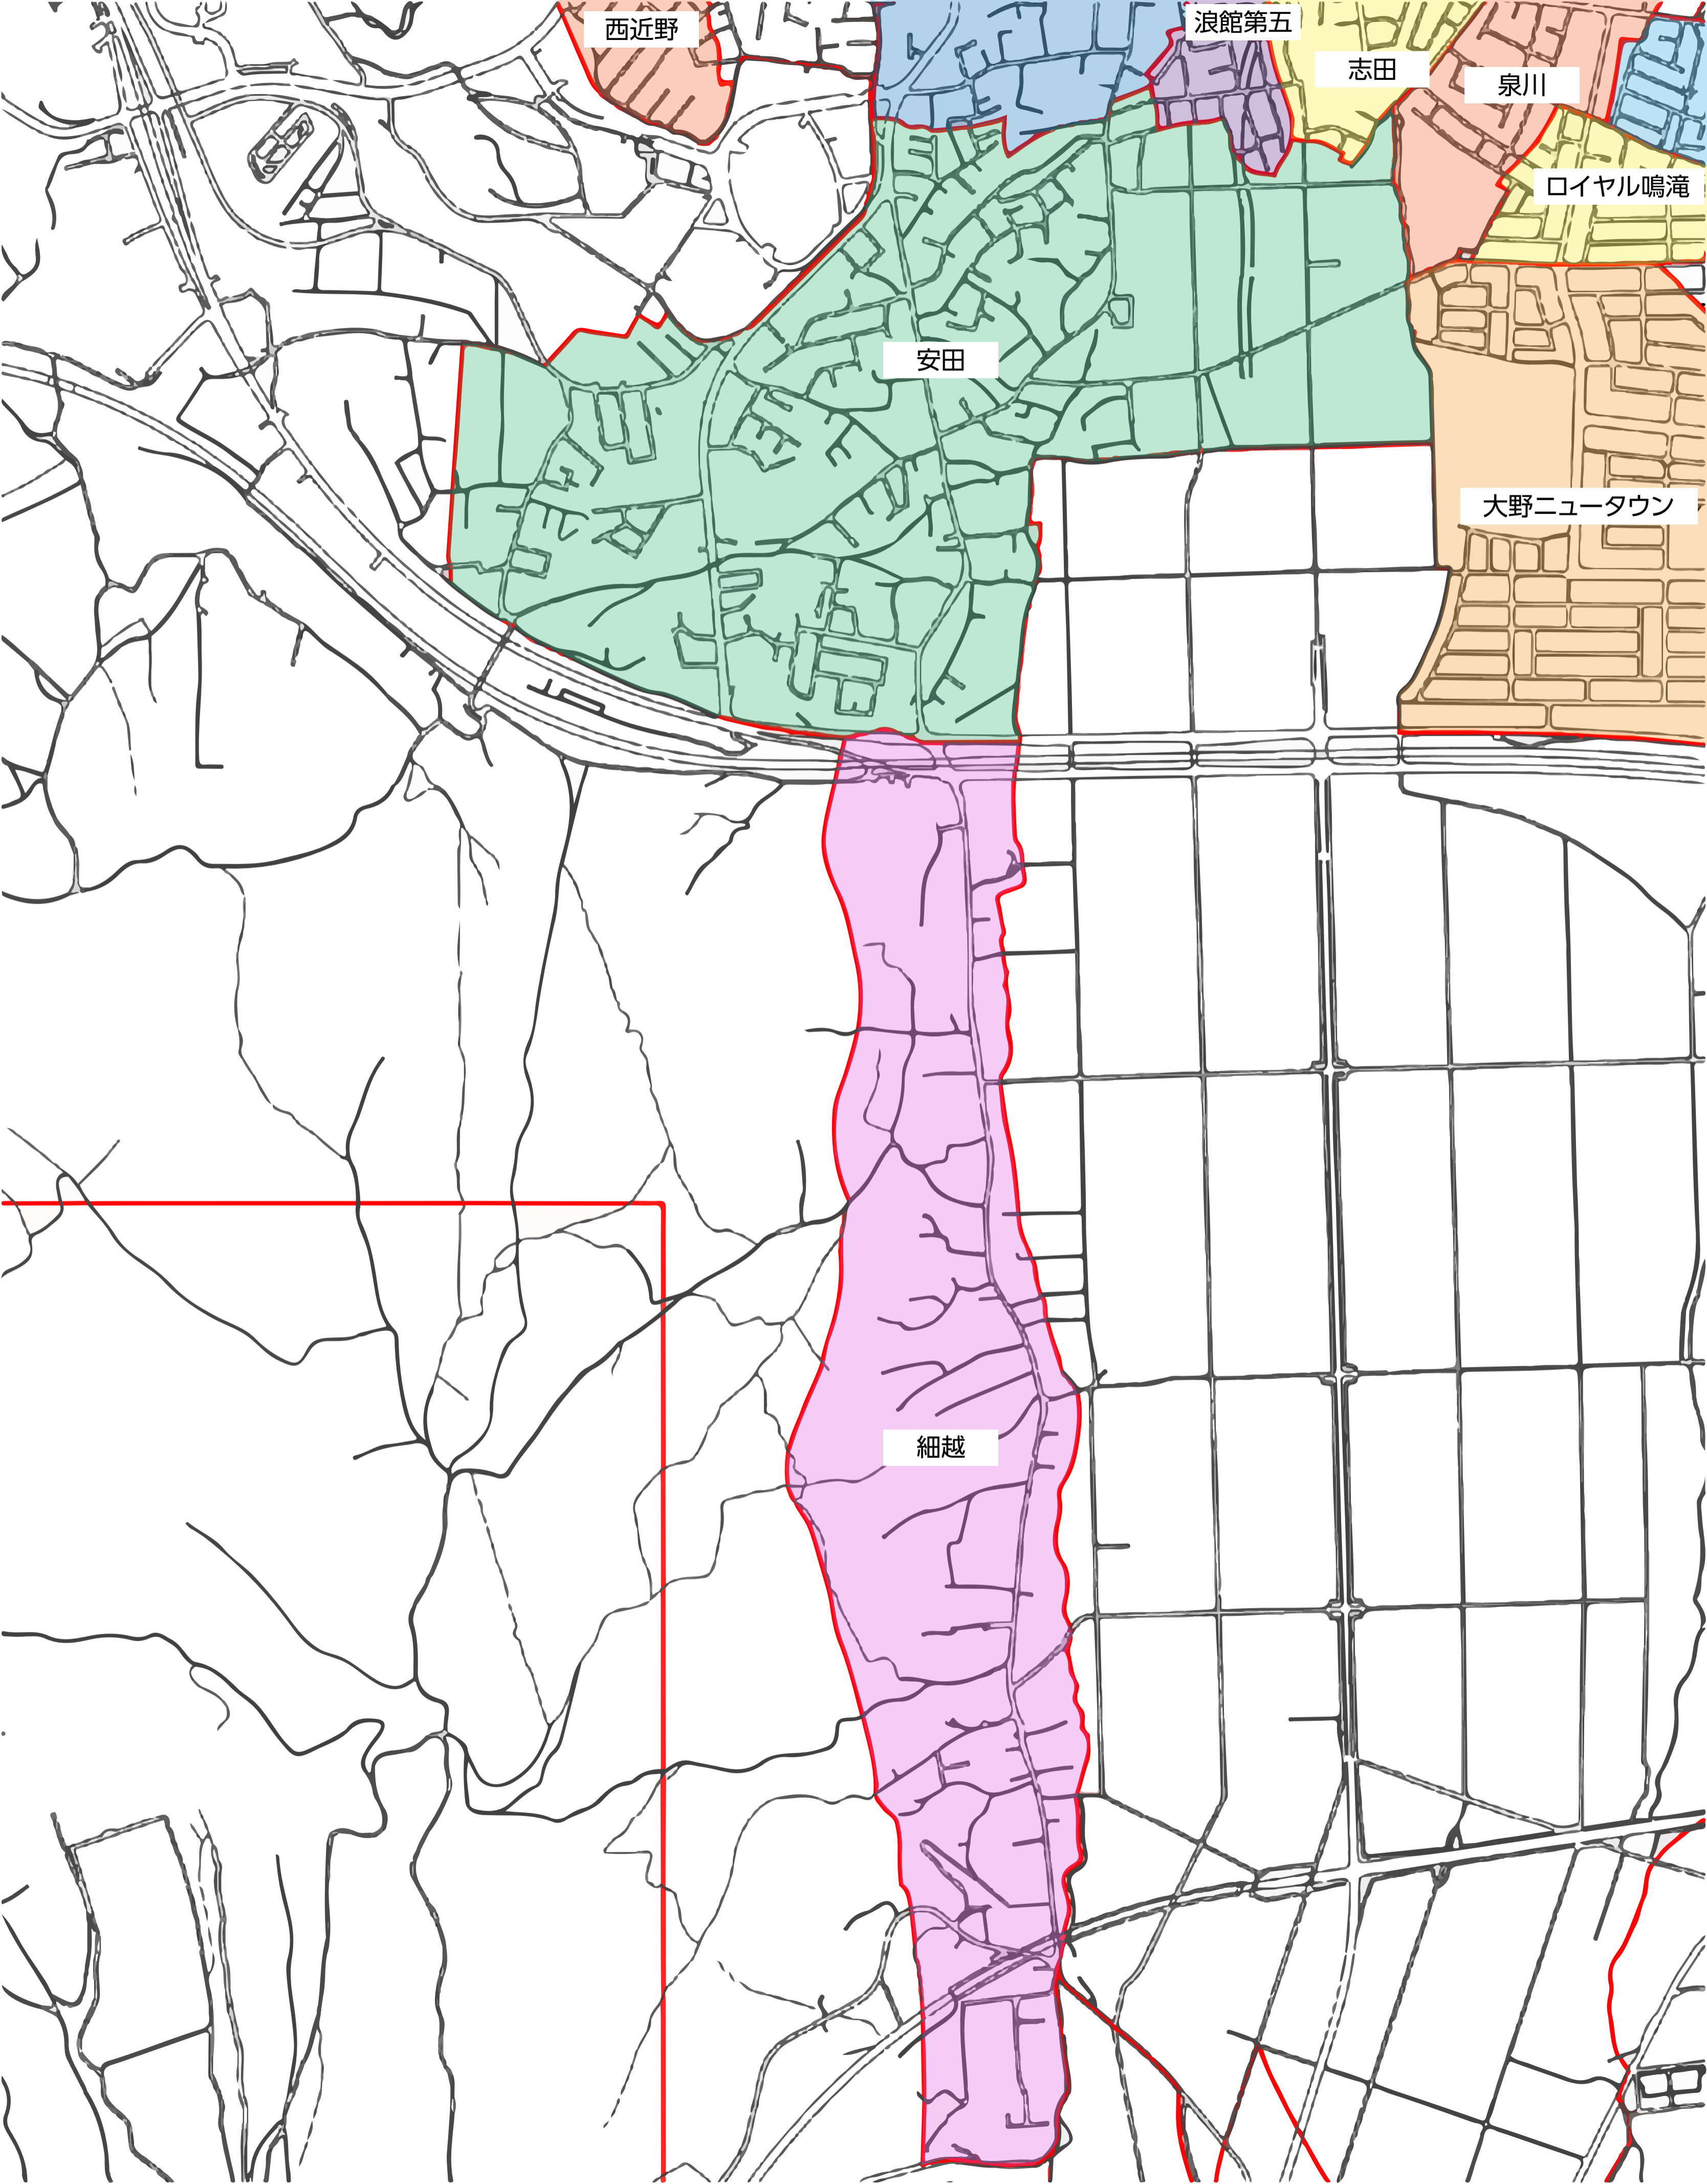 西近野
浪館第五
志田
泉川
ロイヤル鳴滝
安田
大野ニュータウン
細越